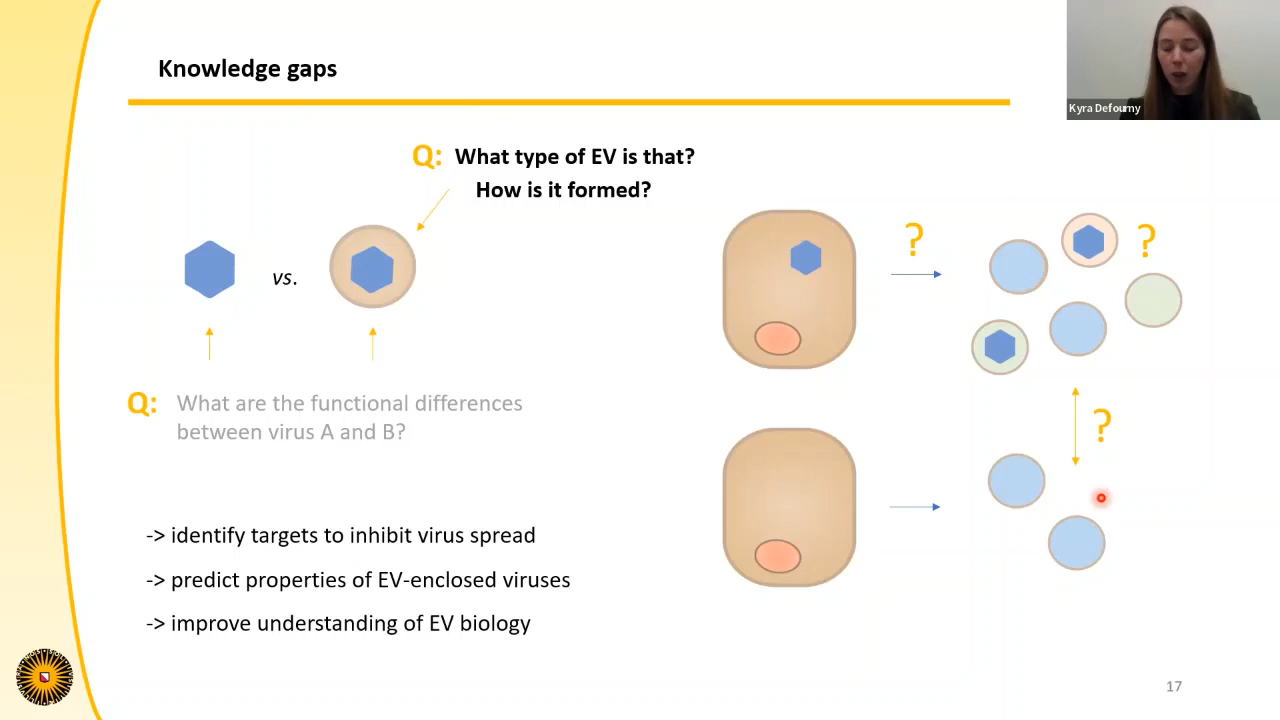 Knowledge gaps
Kyra Defourny
Q: What type of EV is that?
How is it formed?
?
?
vs.
Q: What are the functional differences
between virus A and B?
?
-> identify targets to inhibit virus spread
-> predict properties of EV-enclosed viruses
-> improve understanding of EV biology
17